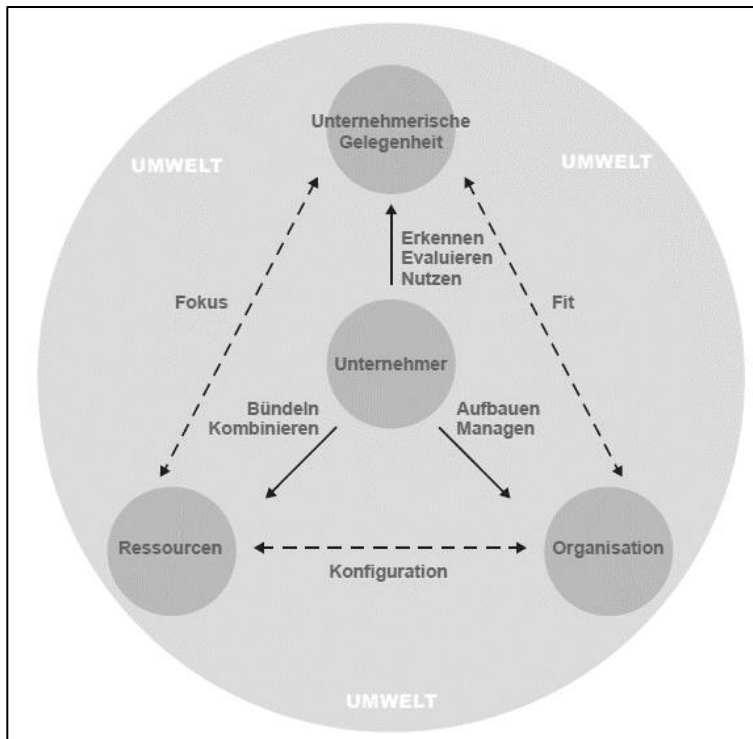 Unternehmerische
Gelegenheit
UMWELT
UMWELT
Erkennen
Evaluieren
Nutzen
Fokus
Fit
Unternehmer
Bündeln
Kombinieren
Aufbauen
Managen
Ressourcen
Organisation
Konfiguration
UMWELT